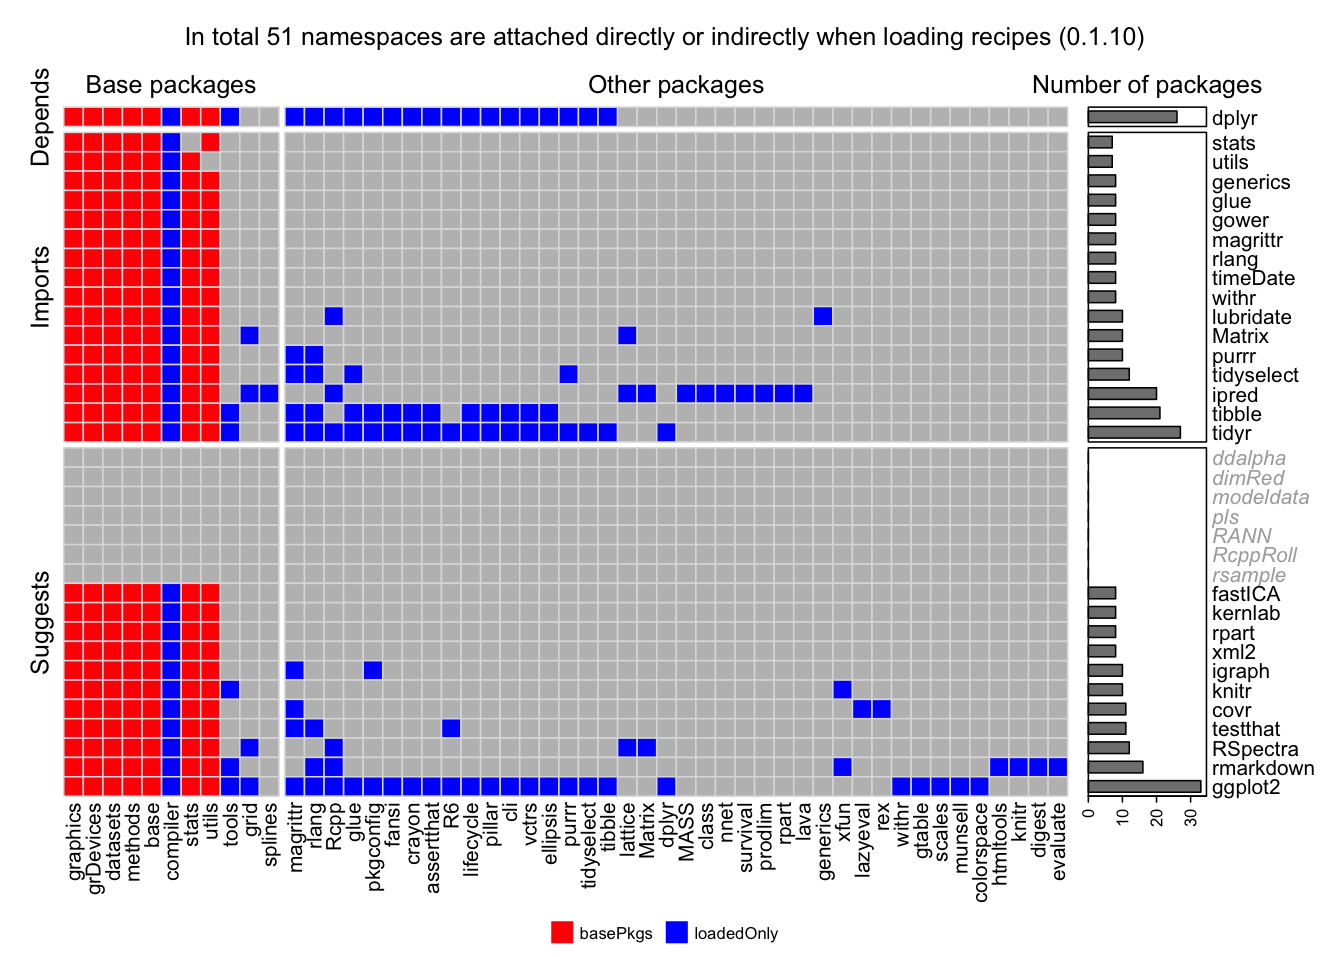 In total 51 namespaces are attached directly or indirectly when loading recipes (0.1.10)
Base packages
Other packages
Number of packages
Depends
Imports
Suggests
dplyr
stats
utils
generics
glue
gower
magrittr
rlang
timeDate
withr
lubridate
Matrix
purrr
tidyselect
ipred
tibble
tidyr
ddalpha
dimRed
modeldata
pls
RANN
RcppRoll
rsample
fastICA
kernlab
rpart
xml2
igraph
knitr
covr
testthat
RSpectra
rmarkdown
ggplot2
graphics
grDevices
datasets
methods
base
compiler
stats
utils
tools
grid
splines
magrittr
rlang
Rcpp
glue
pkgconfig
fansi
crayon
assertthat
R6
lifecycle
pillar
cli
vctrs
ellipsis
purrr
tidyselect
tibble
lattice
Matrix
dplyr
MASS
class
nnet
survival
prodlim
rpart
lava
generics
xfun
lazyeval
rex
withr
gtable
scales
munsell
colorspace
htmltools
knitr
digest
evaluate
0
10
20
30
basePkgs
loadedOnly